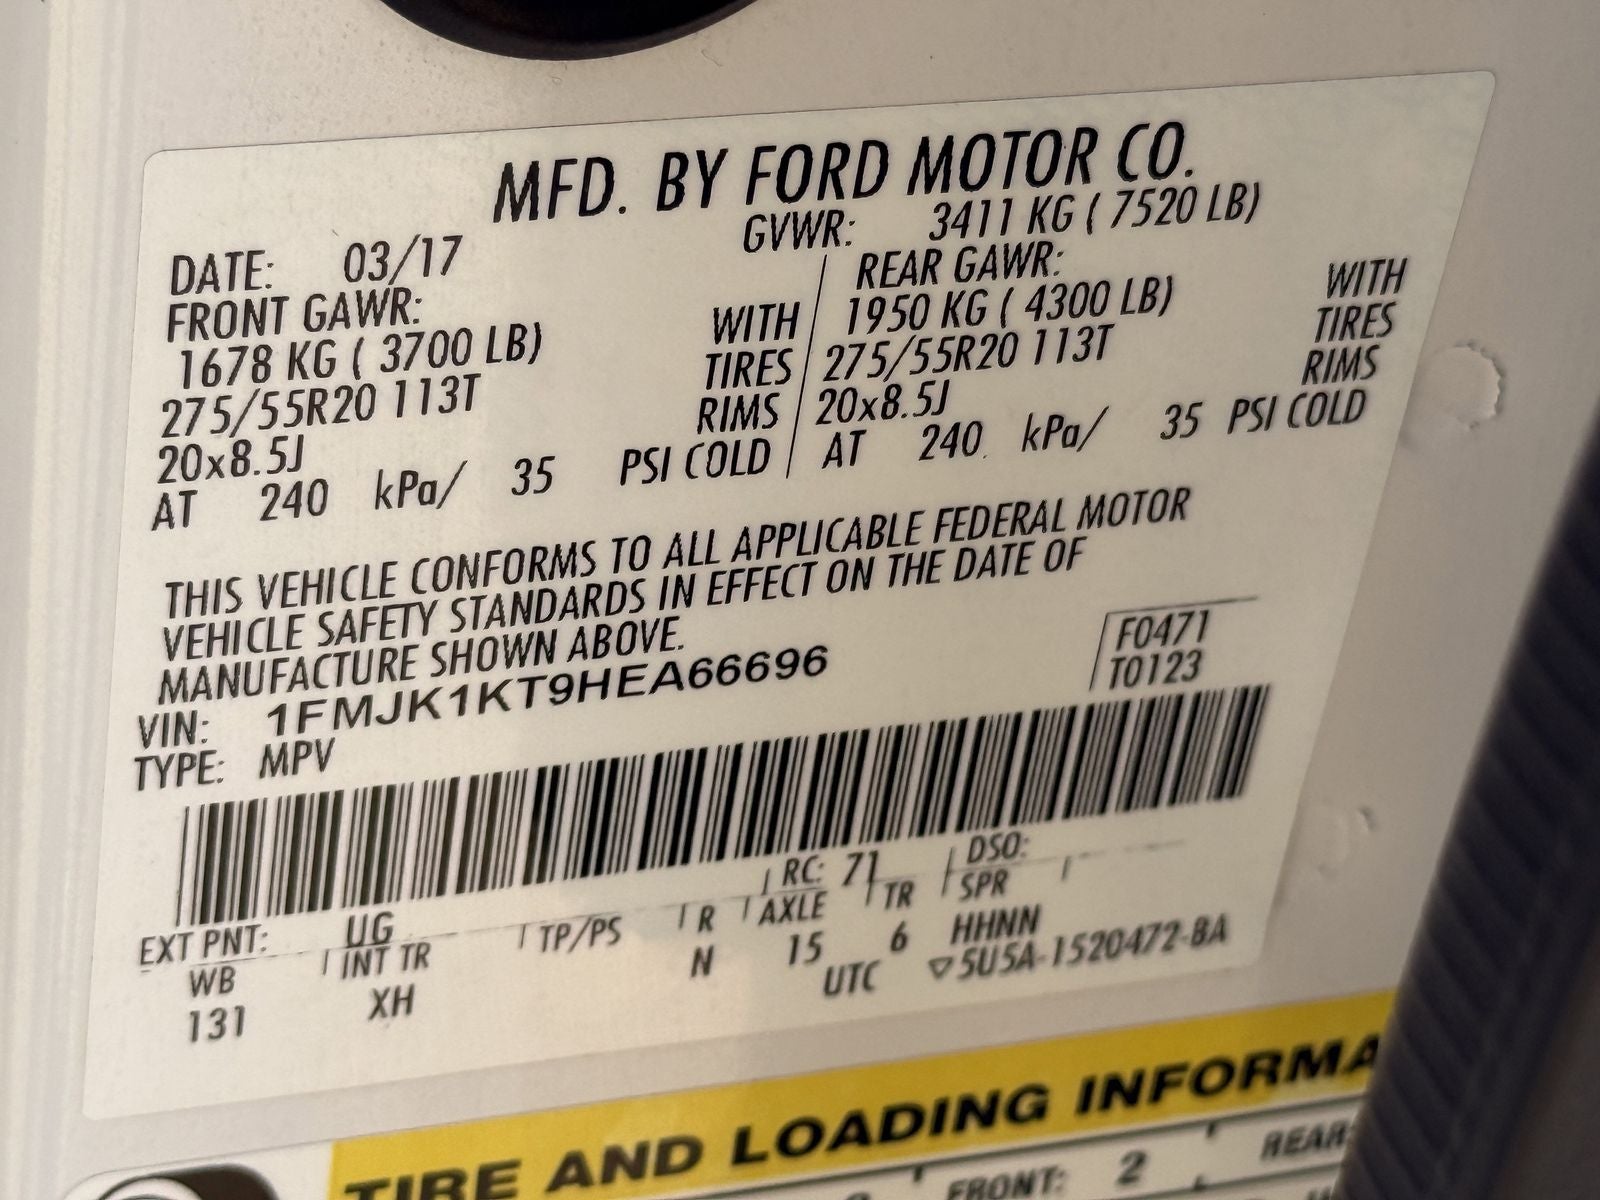 MFD. BY FORD MOTOR CO.
DATE: 03/17 GVWR: 3411 KG ( 7520 LB)
FRONT GAWR: REAR GAWR:
1678 KG ( 3700 LB) WITH 1950 KG ( 4300 LB) WITH
275/55R20 113T TIRES 275/55R20 113T TIRES
20x8.5J RIMS 20x8.5J RIMS
AT 240 kPa/ 35 PSI COLD AT 240 kPa/ 35 PSI COLD
THIS VEHICLE CONFORMS TO ALL APPLICABLE FEDERAL MOTOR
VEHICLE SAFETY STANDARDS IN EFFECT ON THE DATE OF
MANUFACTURE SHOWN ABOVE.
F0471
VIN: 1FMJK1KT9HEA66696 T0123
TYPE: MPV
EXT PNT: UG RC: 71 DSO:
WB INT TR TP/PS R AXLE TR SPR
131 XH N 15 6 HHNN
UTC ▽5U5A-1520472-BA
TIRE AND LOADING INFORMA
FRONT: 2 REAR: